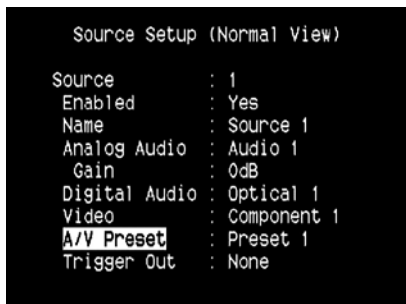 Source Setup (Normal View)
Source : 1
Enabled : Yes
Name : Source 1
Analog Audio : Audio 1
Gain : 0dB
Digital Audio : Optical 1
Video : Component 1
A/V Preset : Preset 1
Trigger Out : None